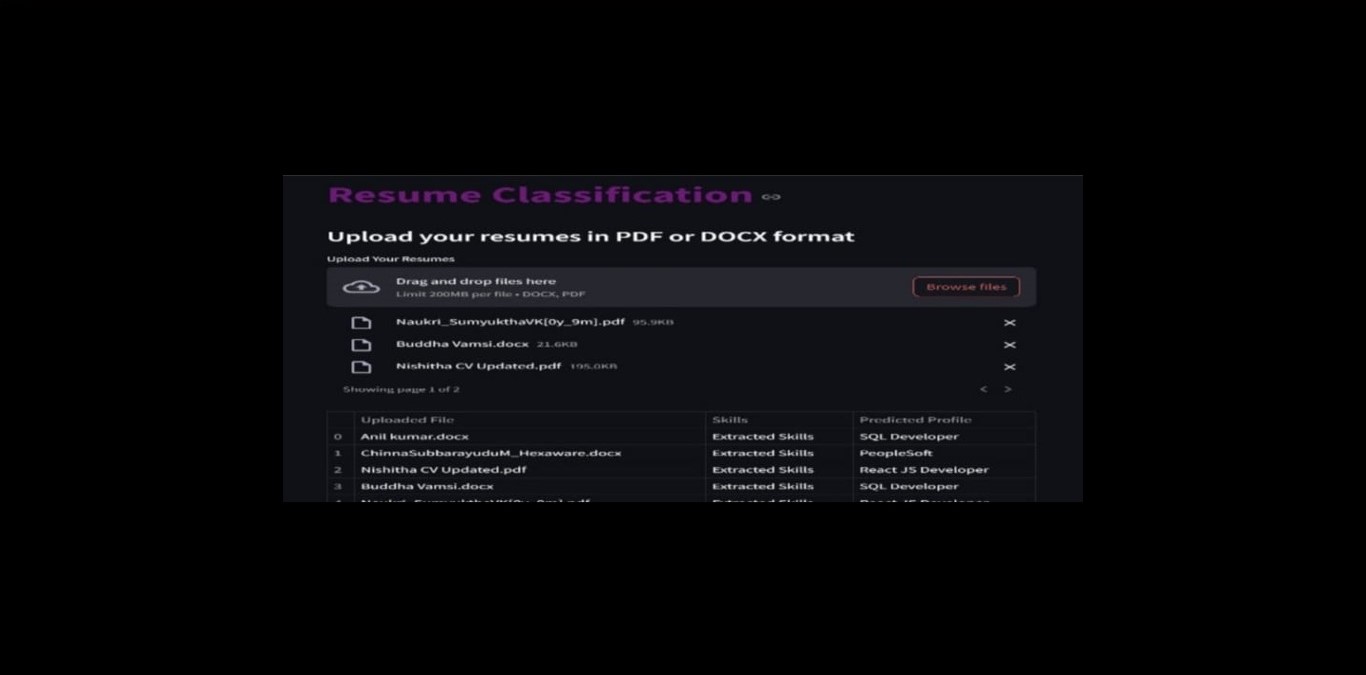 Resume Classification
Upload your resumes in PDF or DOCX format
Upload Your Resumes
Drag and drop files here
Limit 200MB per file • DOCX, PDF
Browse files
Naukri_SumyukthaVK[0y_9m].pdf 95.9KB
Buddha Vamsi.docx 21.6KB
Nishitha CV Updated.pdf 195.0KB
Showing page 1 of 2
Uploaded File Skills Predicted Profile
0 Anil kumar.docx Extracted Skills SQL Developer
1 ChinnaSubbarayuduM_Hexaware.docx Extracted Skills PeopleSoft
2 Nishitha CV Updated.pdf Extracted Skills React JS Developer
3 Buddha Vamsi.docx Extracted Skills SQL Developer